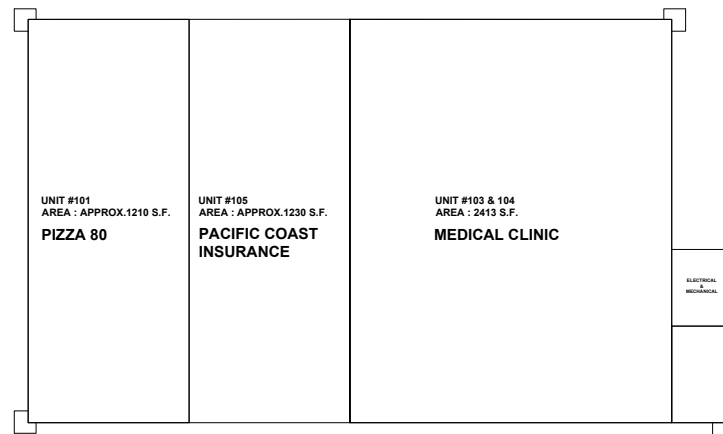 UNIT #101
AREA : APPROX.1210 S.F.
PIZZA 80
UNIT #105
AREA : APPROX.1230 S.F.
PACIFIC COAST
INSURANCE
UNIT #103 & 104
AREA : 2413 S.F.
MEDICAL CLINIC
ELECTRICAL
&
MECHANICAL